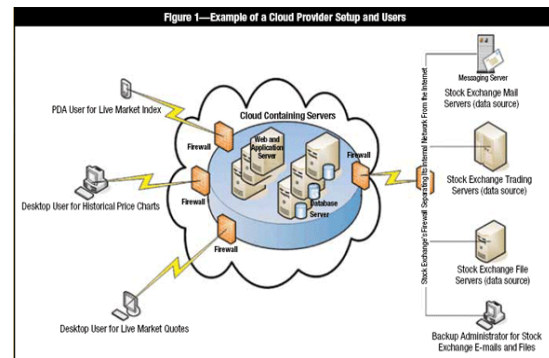 Figure 1—Example of a Cloud Provider Setup and Users
PDA User for Live Market Index
Firewall
Cloud Containing Servers
Web and
Application
Server
Firewall
Desktop User for Historical Price Charts
Firewall
Database
Server
Firewall
Desktop User for Live Market Quotes
Stock Exchange's Firewall Separating Its Internal Network From the Internet
Messaging Server
Stock Exchange Mail
Servers (data source)
Stock Exchange Trading
Servers (data source)
Stock Exchange File
Servers (data source)
Backup Administrator for Stock
Exchange E-mails and Files